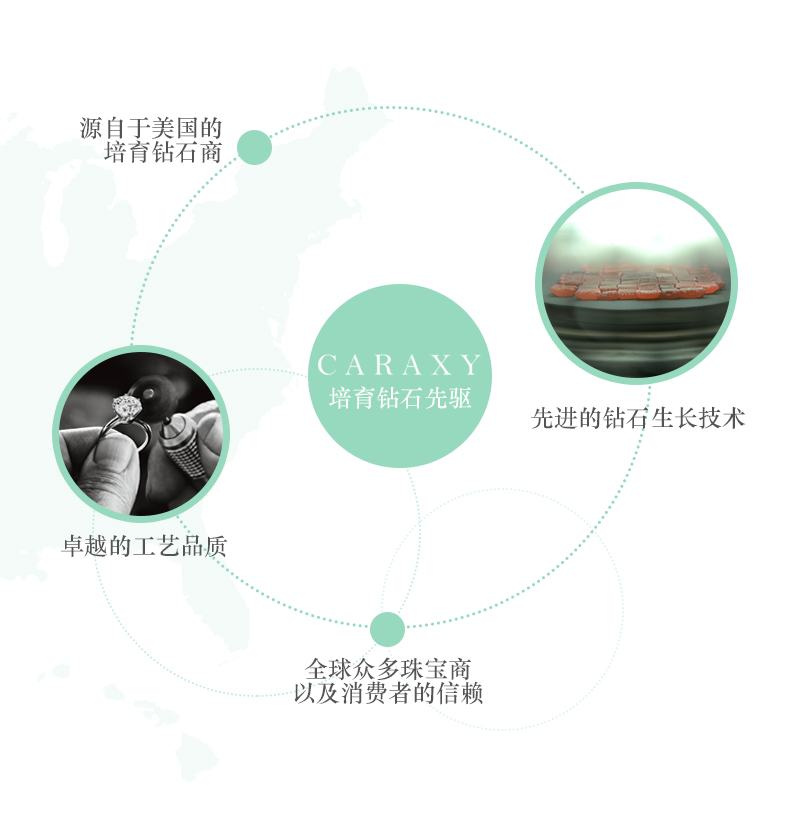 源自于美国的
培育钻石商
CARAXY
培育钻石先驱
先进的钻石生长技术
卓越的工艺品质
全球众多珠宝商
以及消费者的信赖